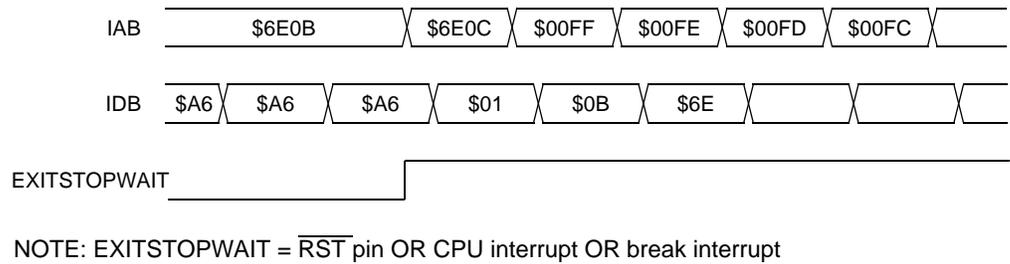 IAB $6E0B $6E0C $00FF $00FE $00FD $00FC
IDB $A6 $A6 $A6 $01 $0B $6E
EXITSTOPWAIT
NOTE: EXITSTOPWAIT = RST pin OR CPU interrupt OR break interrupt